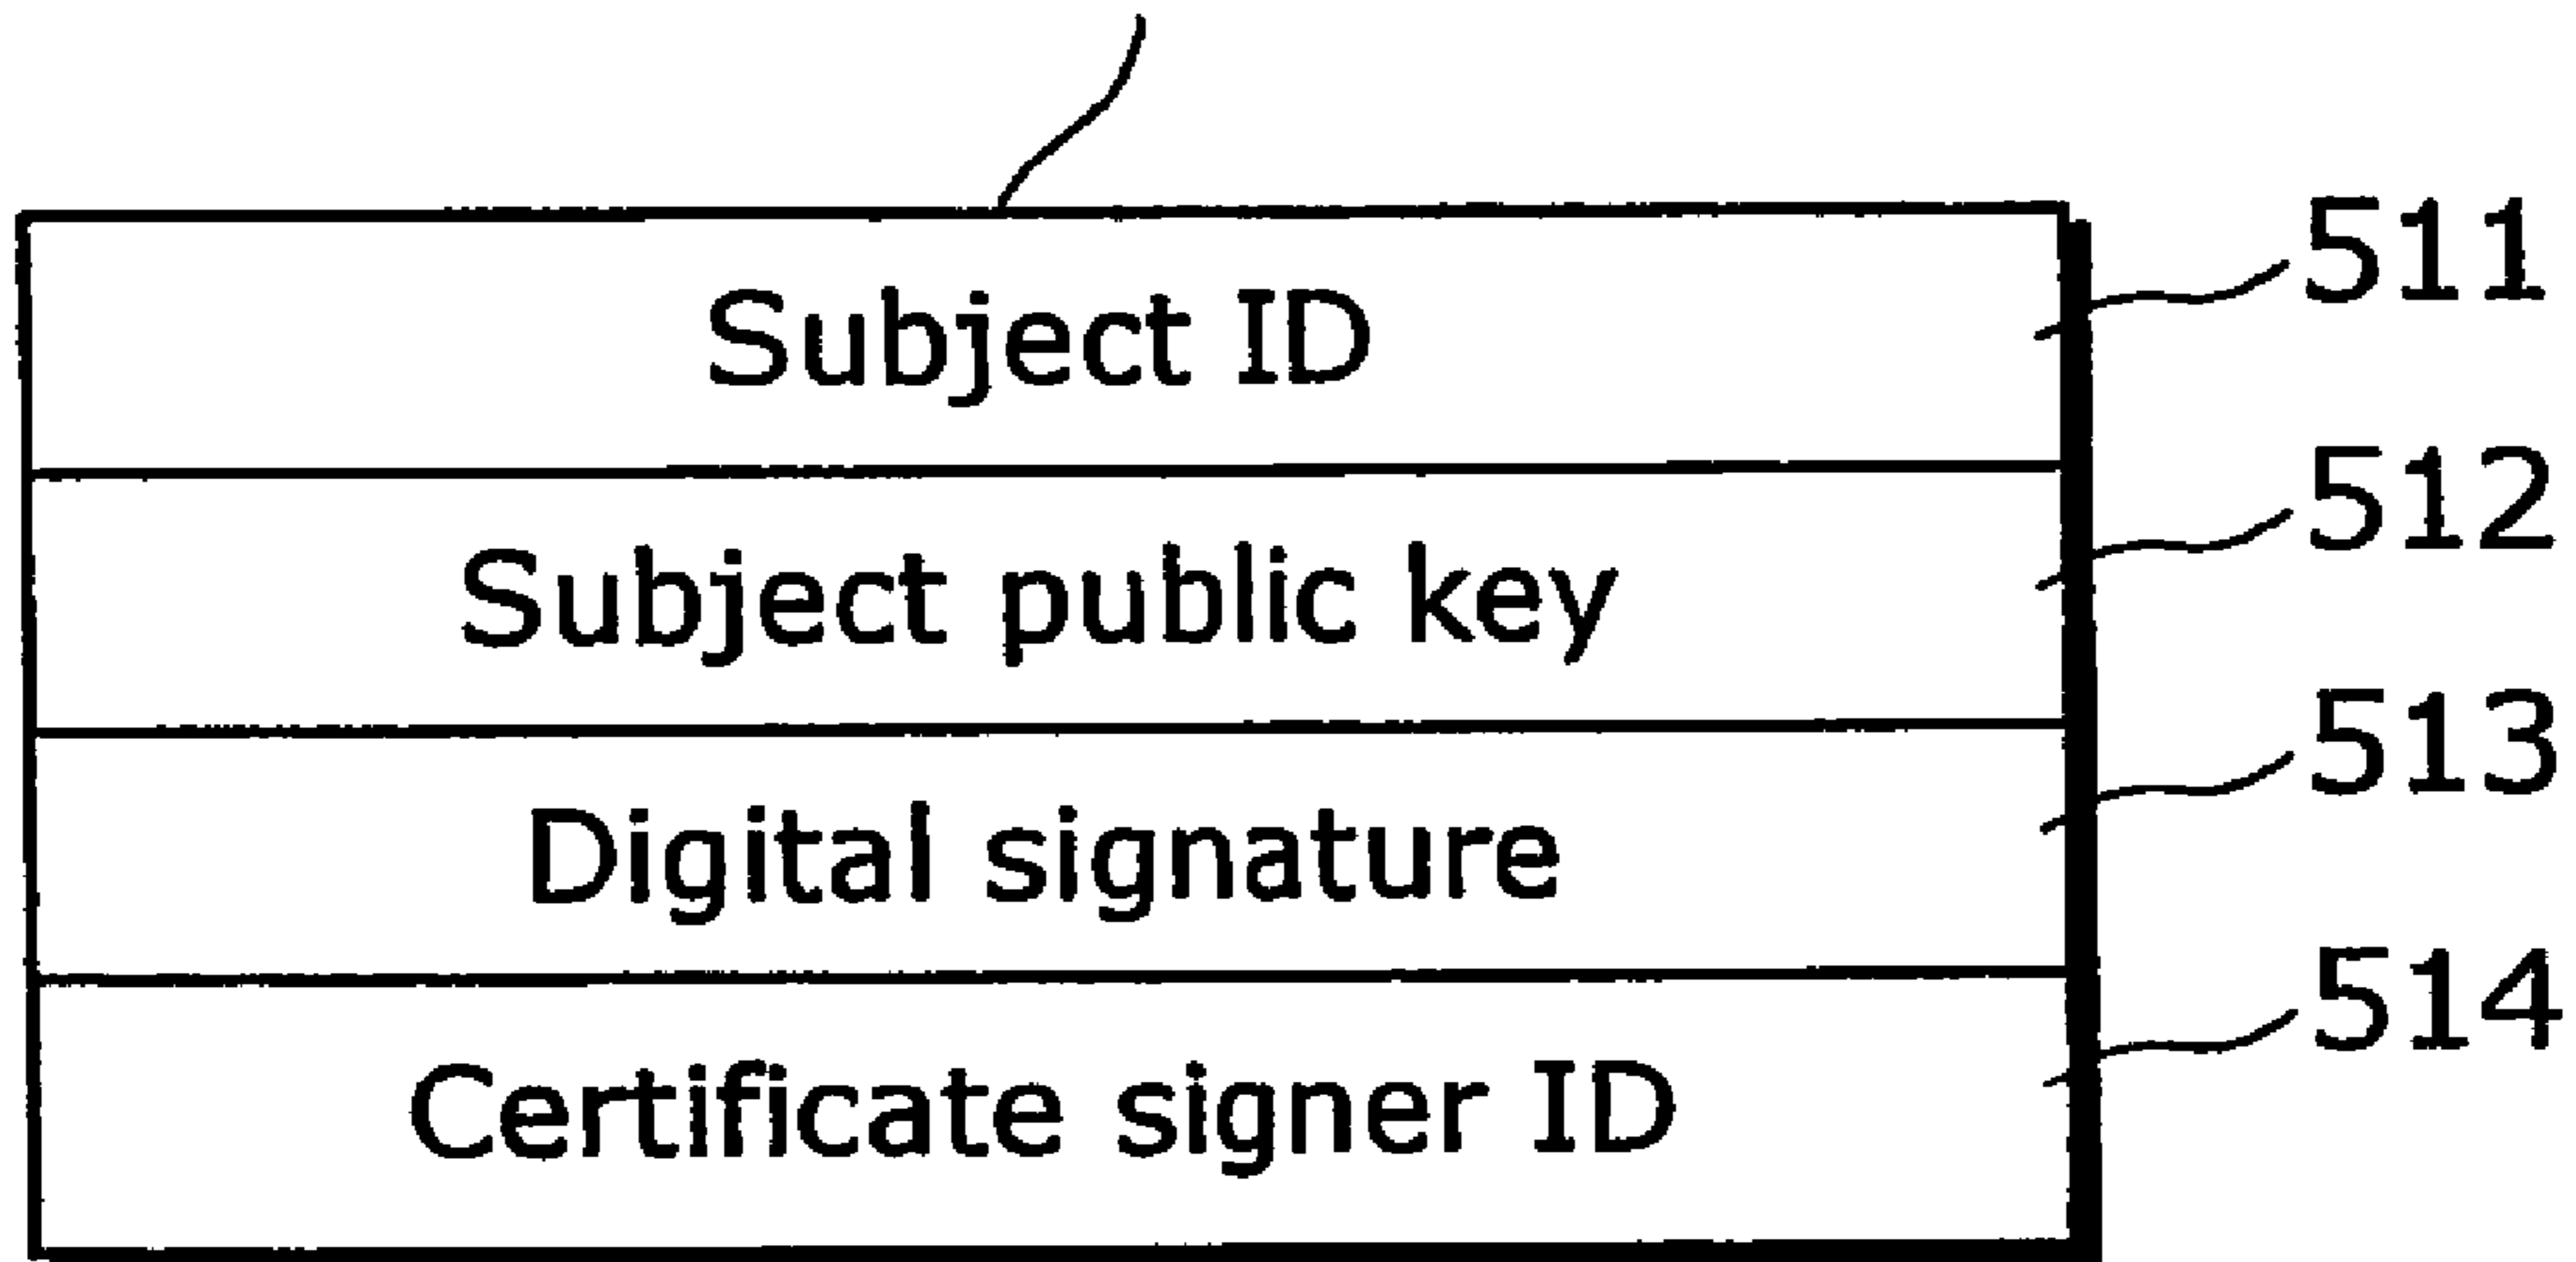 Subject ID 511
Subject public key 512
Digital signature 513
Certificate signer ID 514